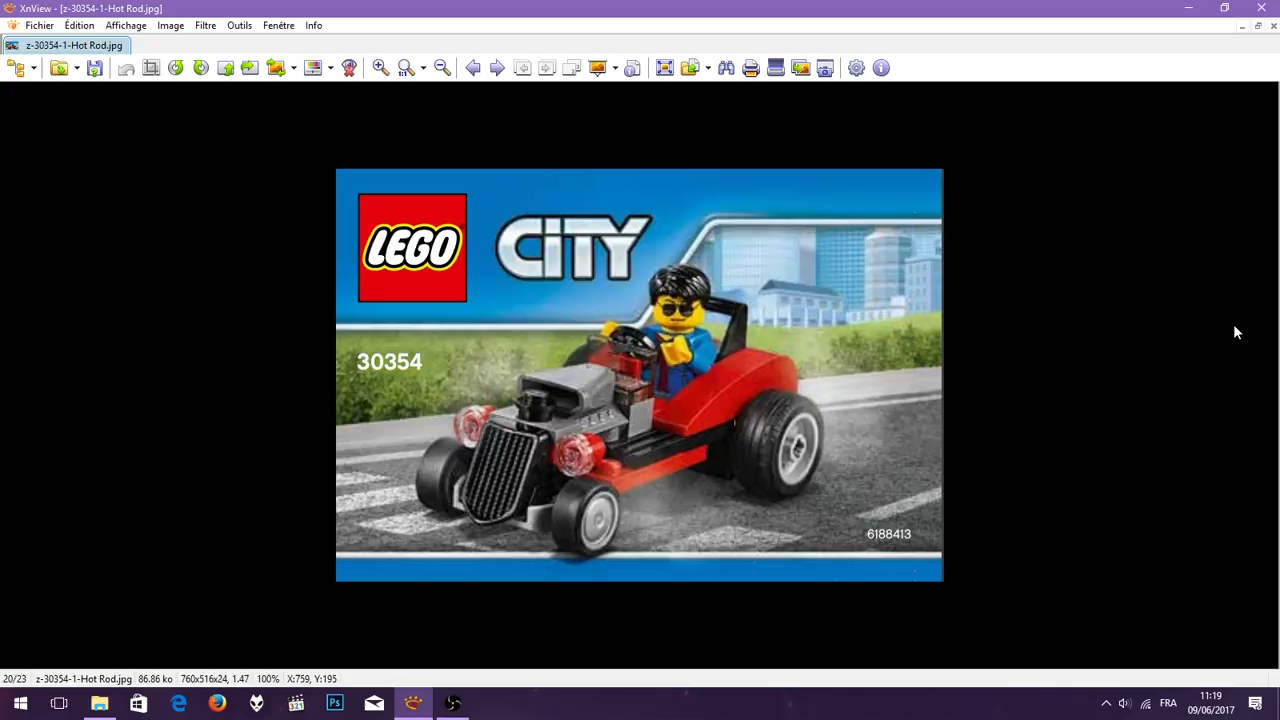 XnView - [z-30354-1-Hot Rod.jpg]
Fichier Édition Affichage Image Filtre Outils Fenêtre Info
z-30354-1-Hot Rod.jpg
LEGO
CITY
30354
6188413
20/23 z-30354-1-Hot Rod.jpg 86.86 ko 760x516x24, 1.47 100% X:759, Y:195
321
Ps
FRA
11:19
09/06/2017